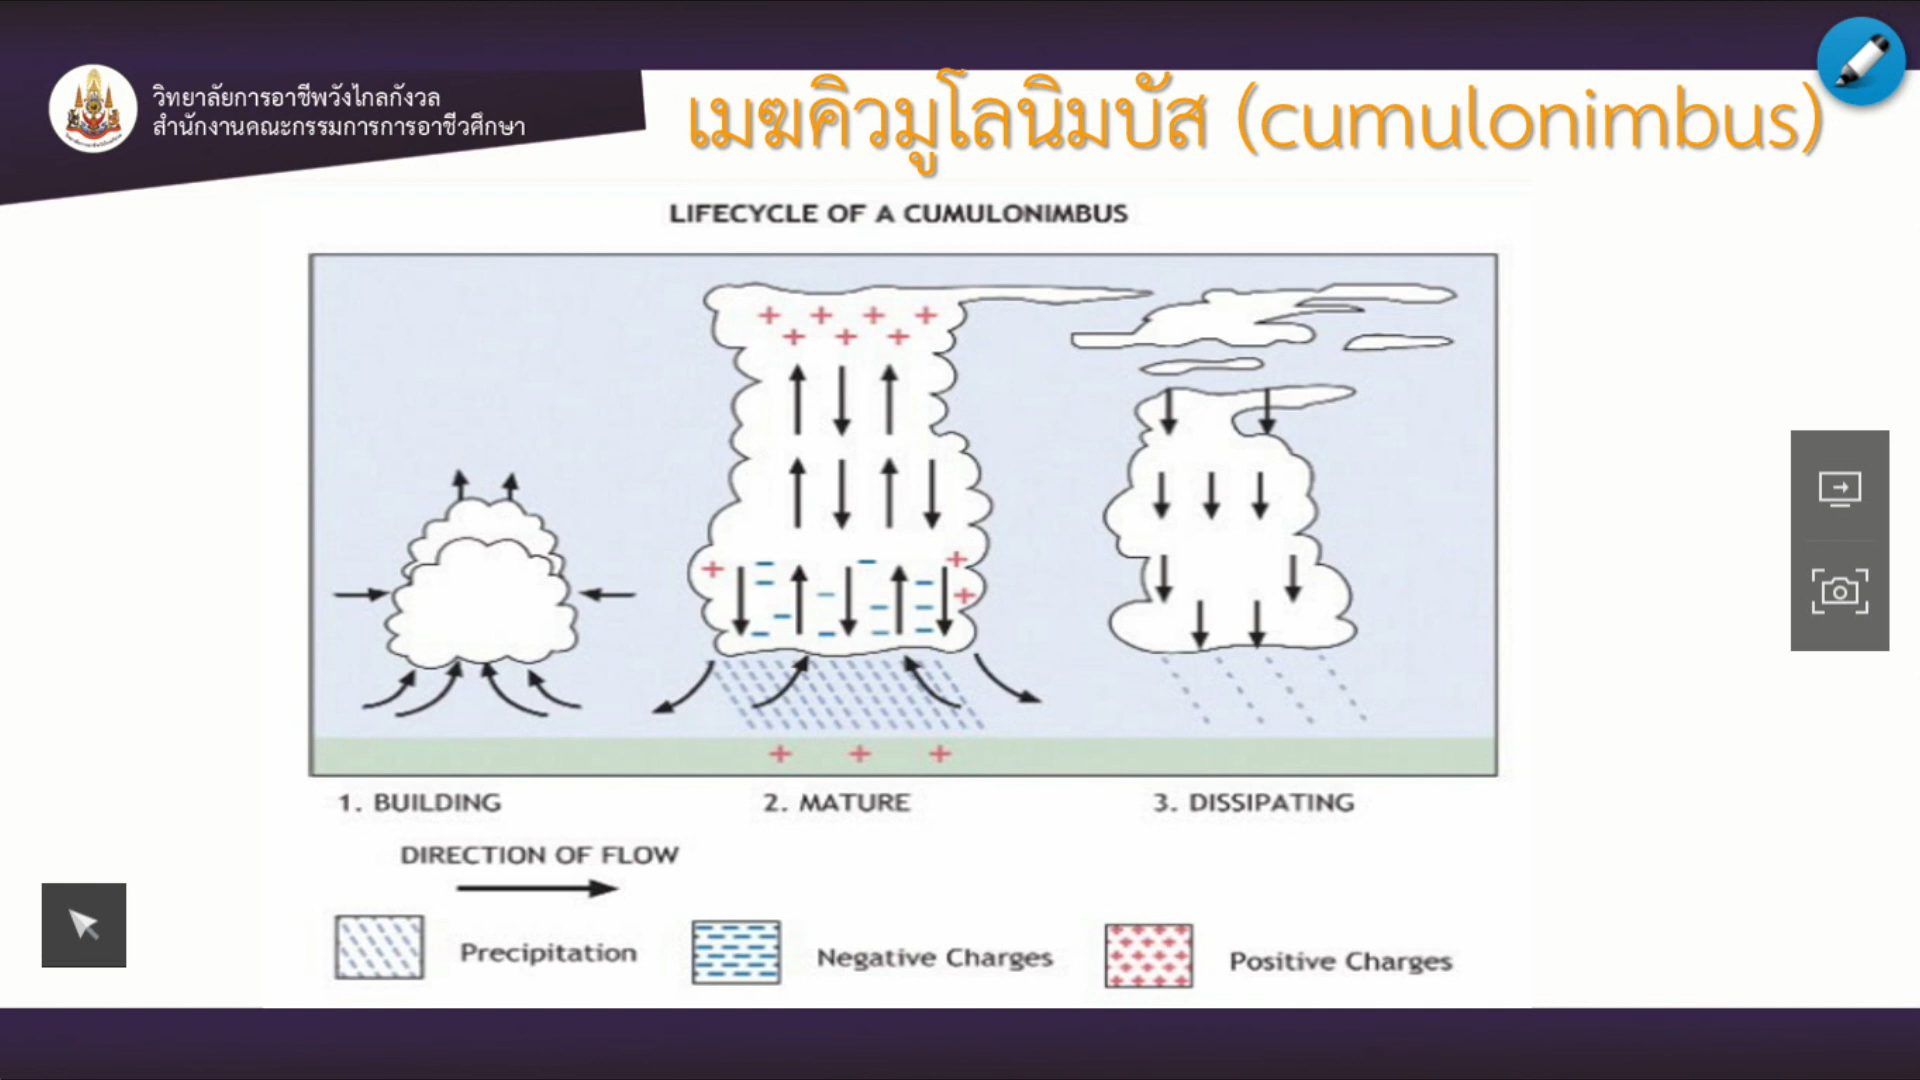 วิทยาลัยการอาชีพวังไกลกังวล
สำนักงานคณะกรรมการการอาชีวศึกษา
เมฆคิวมูโลนิมบัส (cumulonimbus)
LIFECYCLE OF A CUMULONIMBUS
1. BUILDING
2. MATURE
3. DISSIPATING
DIRECTION OF FLOW
Precipitation
Negative Charges
Positive Charges